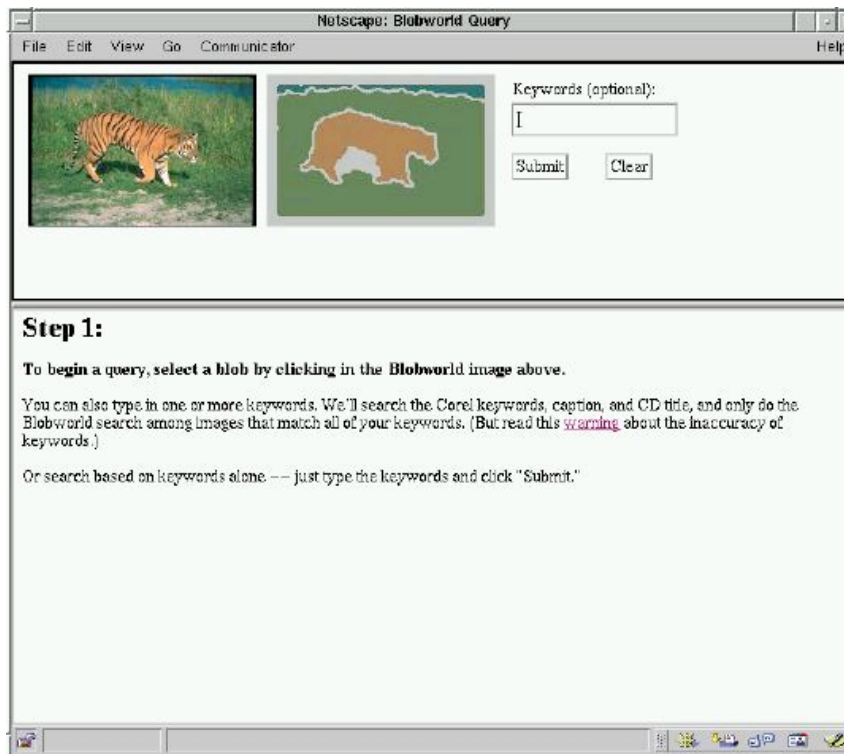 Netscape: Blobworld Query
File Edit View Go Communicator Help
Keywords (optional):
Submit Clear
Step 1:
To begin a query, select a blob by clicking in the Blobworld image above.
You can also type in one or more keywords. We'll search the Corel keywords, caption, and CD title, and only do the
Blobworld search among images that match all of your keywords. (But read this warning about the inaccuracy of
keywords.)
Or search based on keywords alone -- just type the keywords and click "Submit."